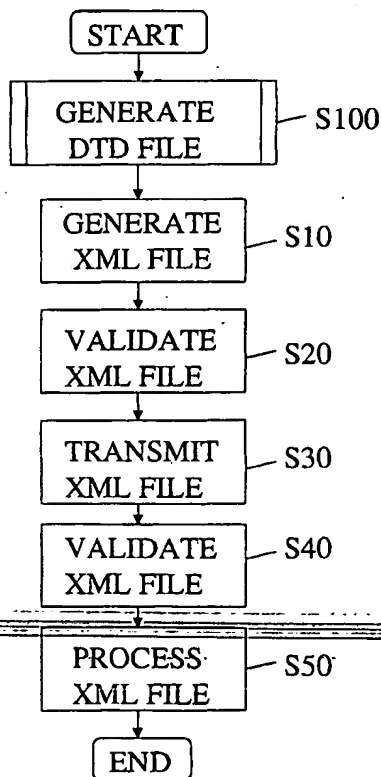 START
GENERATE
DTD FILE
S100
GENERATE
XML FILE
S10
VALIDATE
XML FILE
S20
TRANSMIT
XML FILE
S30
VALIDATE
XML FILE
S40
PROCESS
XML FILE
S50
END